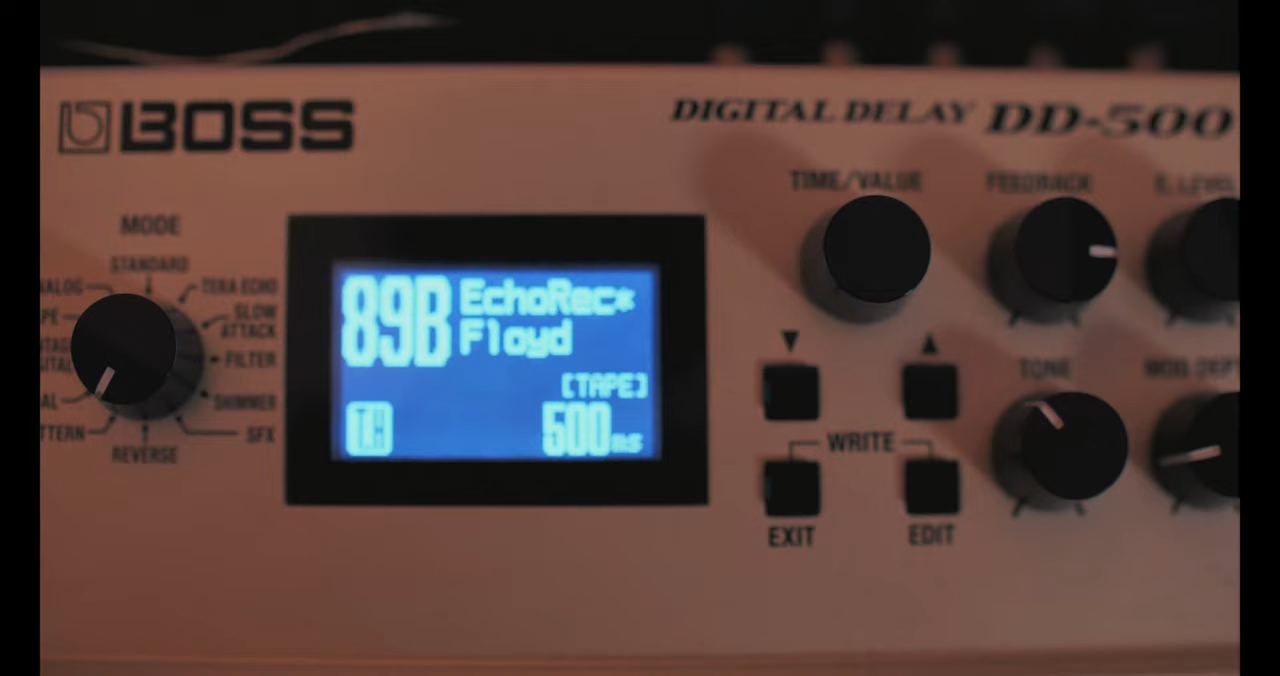 BOSS
DIGITAL DELAY DD-500
TIME/VALUE
FEEDBACK
E. LEVEL
MODE
STANDARD
TERA ECHO
SLOW
ATTACK
FILTER
SHIMMER
SFX
REVERSE
89B
EchoRec*
Floyd
[TAPE]
500ms
TONE
WRITE
EXIT
EDIT